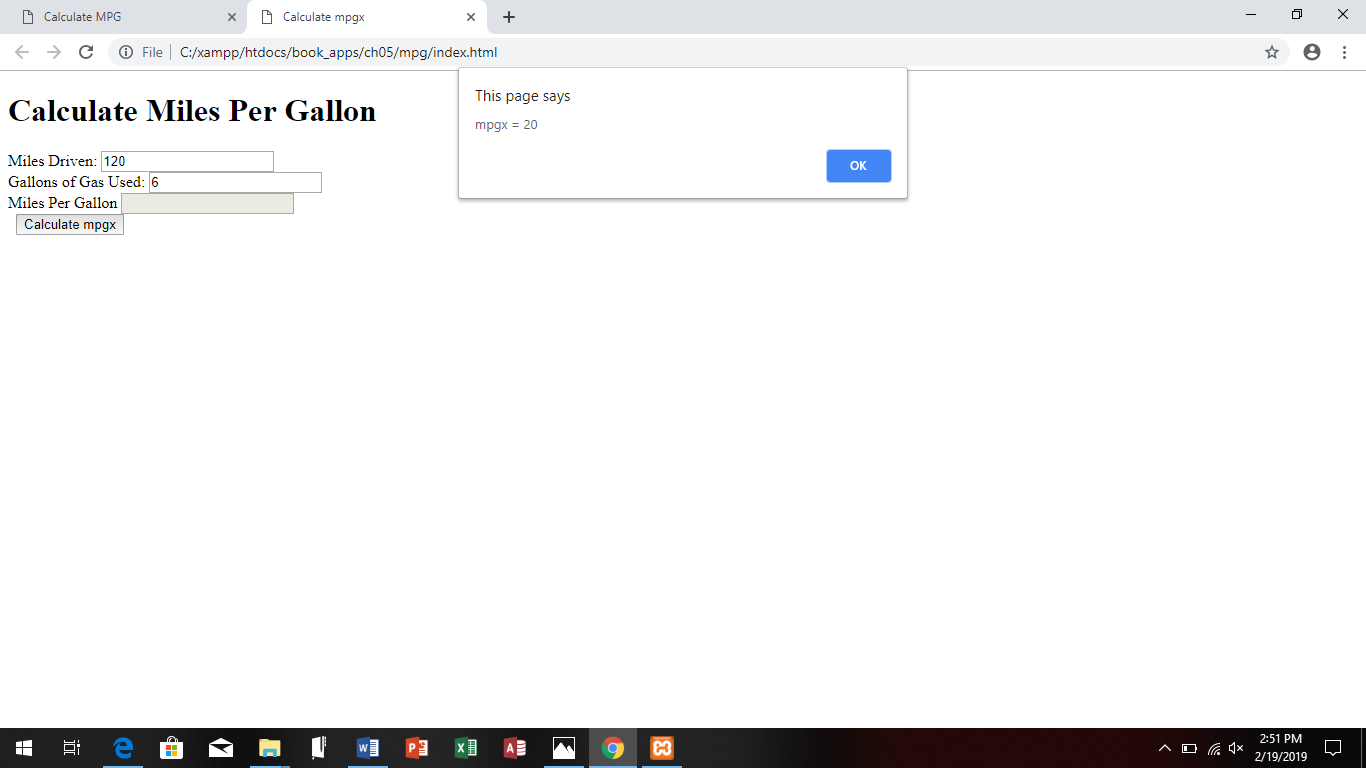 Calculate MPG
Calculate mpgx
File
C:/xampp/htdocs/book_apps/ch05/mpg/index.html
This page says
mpgx = 20
OK
Calculate Miles Per Gallon
Miles Driven: 120
Gallons of Gas Used: 6
Miles Per Gallon
Calculate mpgx
2:51 PM
2/19/2019